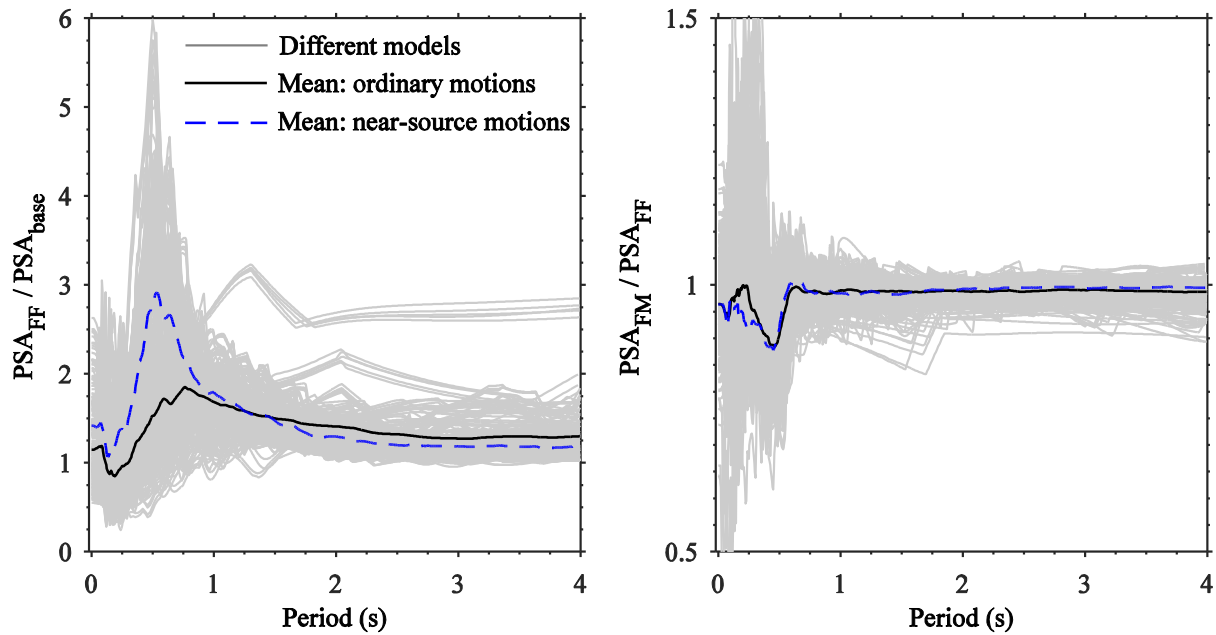 6
5
4
3
2
1
0
PSA_FF / PSA_base
Different models
Mean: ordinary motions
Mean: near-source motions
0 1 2 3 4
Period (s)
1.5
1
0.5
PSA_FM / PSA_FF
0 1 2 3 4
Period (s)